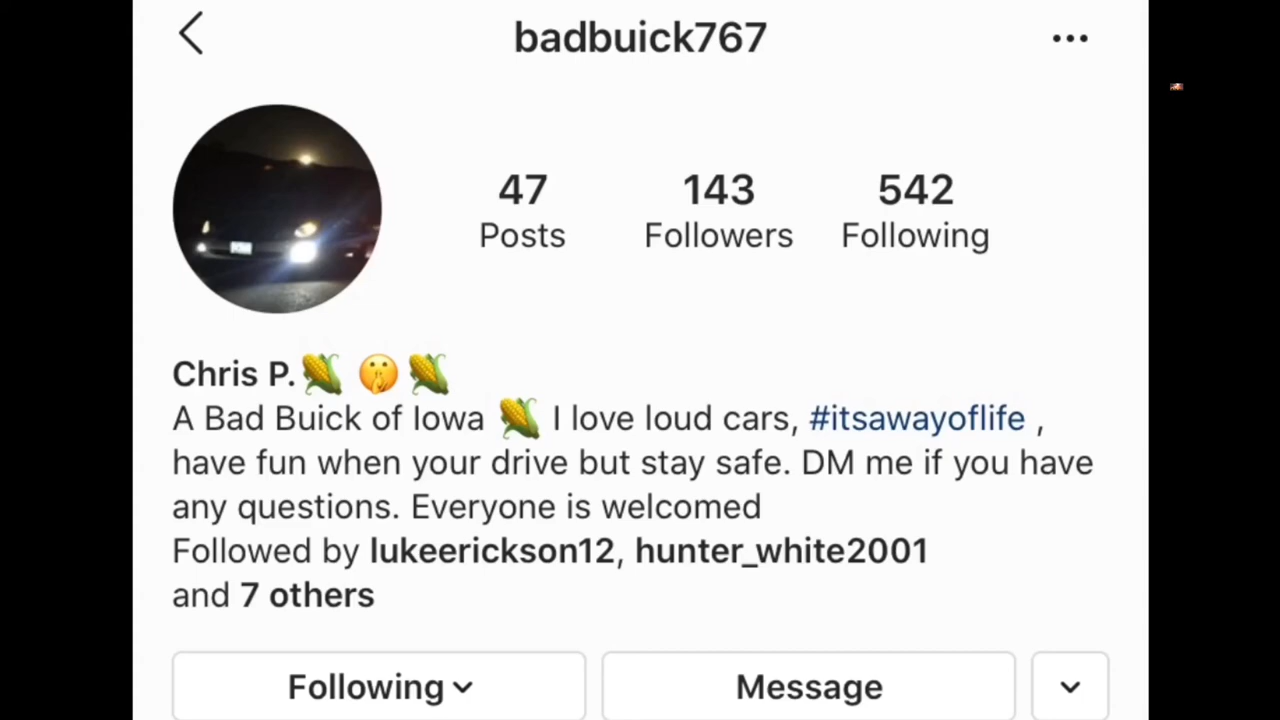 badbuick767
47 143 542
Posts Followers Following
Chris P.🌽 🤫 🌽
A Bad Buick of Iowa 🌽 I love loud cars, #itsawayoflife ,
have fun when your drive but stay safe. DM me if you have
any questions. Everyone is welcomed
Followed by lukeerickson12, hunter_white2001
and 7 others
Following Message